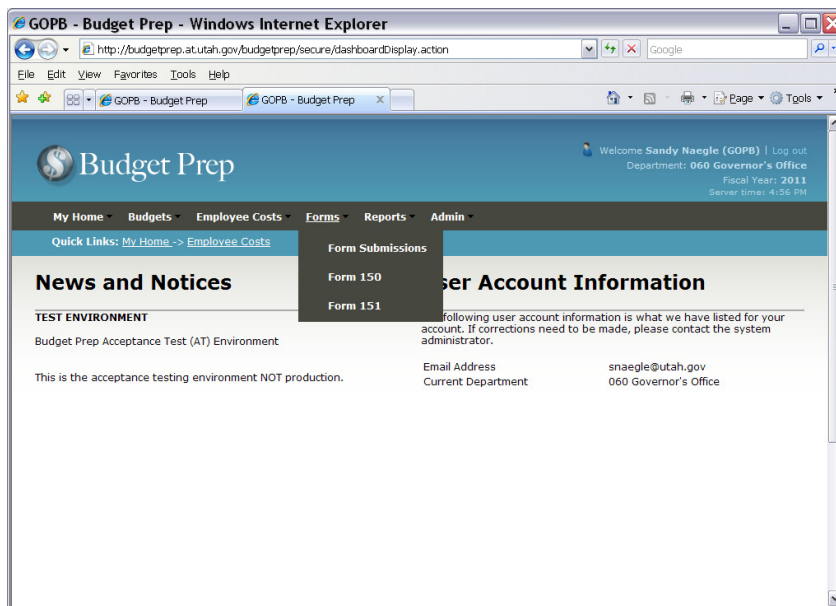 GOPB - Budget Prep - Windows Internet Explorer
http://budgetprep.at.utah.gov/budgetprep/secure/dashboardDisplay.action
Google
File Edit View Favorites Tools Help
GOPB - Budget Prep
GOPB - Budget Prep X
Page Tools
Budget Prep
Welcome Sandy Naegle (GOPB) | Log out
Department: 060 Governor's Office
Fiscal Year: 2011
Server time: 4:56 PM
My Home Budgets Employee Costs Forms Reports Admin
Quick Links: My Home -> Employee Costs
Form Submissions
Form 150
Form 151
News and Notices
ser Account Information
TEST ENVIRONMENT
Budget Prep Acceptance Test (AT) Environment
This is the acceptance testing environment NOT production.
following user account information is what we have listed for your
account. If corrections need to be made, please contact the system
administrator.
Email Address snaegle@utah.gov
Current Department 060 Governor's Office